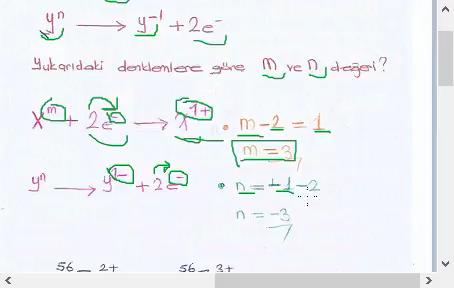 yⁿ → y⁻¹ + 2e⁻
Yukarıdaki denklemlere göre m ve n değeri?
Xᵐ + 2e⁻ → X¹⁺ • m-2 = 1
m = 3
yⁿ → y¹⁻ + 2e⁻ • n = -1 -2
n = -3
56 2+ 56 3+